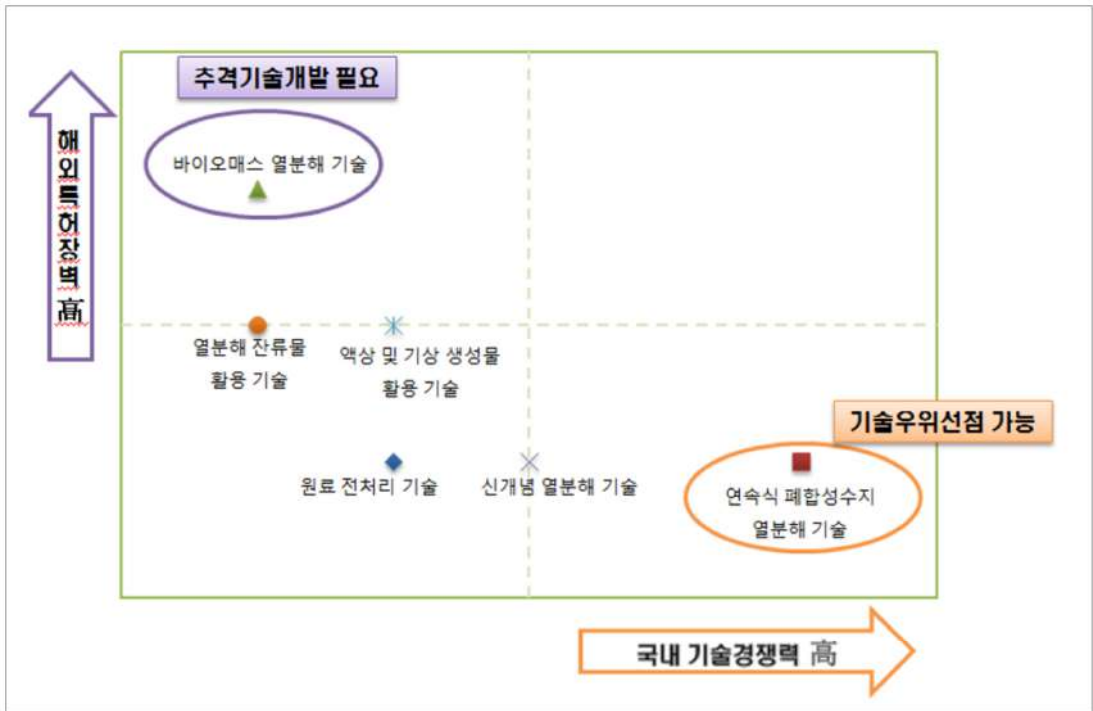 추격기술개발 필요
바이오매스 열분해 기술
해외특허장벽 高
열분해 잔류물
활용 기술
액상 및 기상 생성물
활용 기술
기술우위선점 가능
원료 전처리 기술
신개념 열분해 기술
연속식 폐합성수지
열분해 기술
국내 기술경쟁력 高